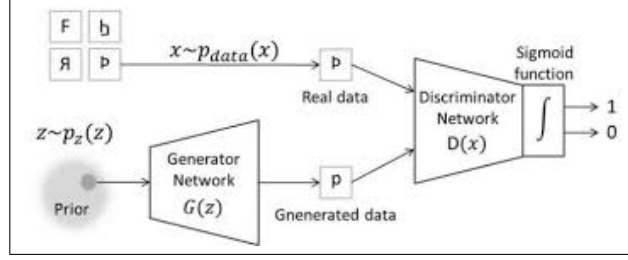 F ђ
Я Þ
x~p_data(x)
Þ
Real data
Sigmoid
function
Discriminator
Network
D(x)
∫
1
0
z~p_z(z)
Prior
Generator
Network
G(z)
p
Gnenerated data